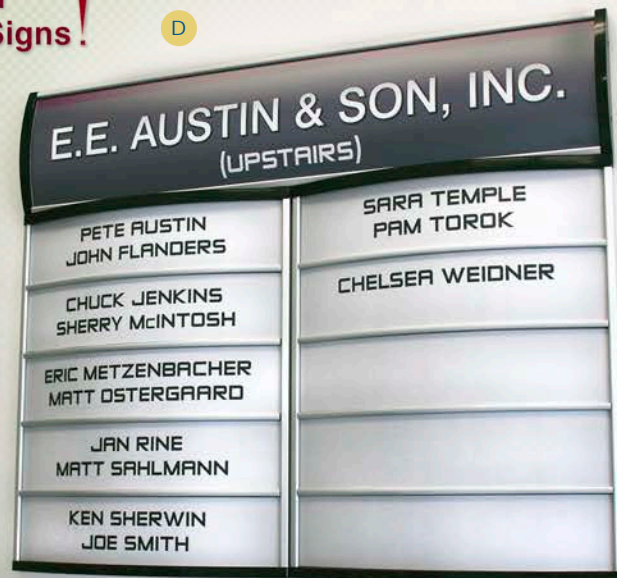 Signs!
D
E.E. AUSTIN & SON, INC.
(UPSTAIRS)
PETE AUSTIN
JOHN FLANDERS
CHUCK JENKINS
SHERRY McINTOSH
ERIC METZENBACHER
MATT OSTERGAARD
JAN RINE
MATT SAHLMANN
KEN SHERWIN
JOE SMITH
SARA TEMPLE
PAM TOROK
CHELSEA WEIDNER